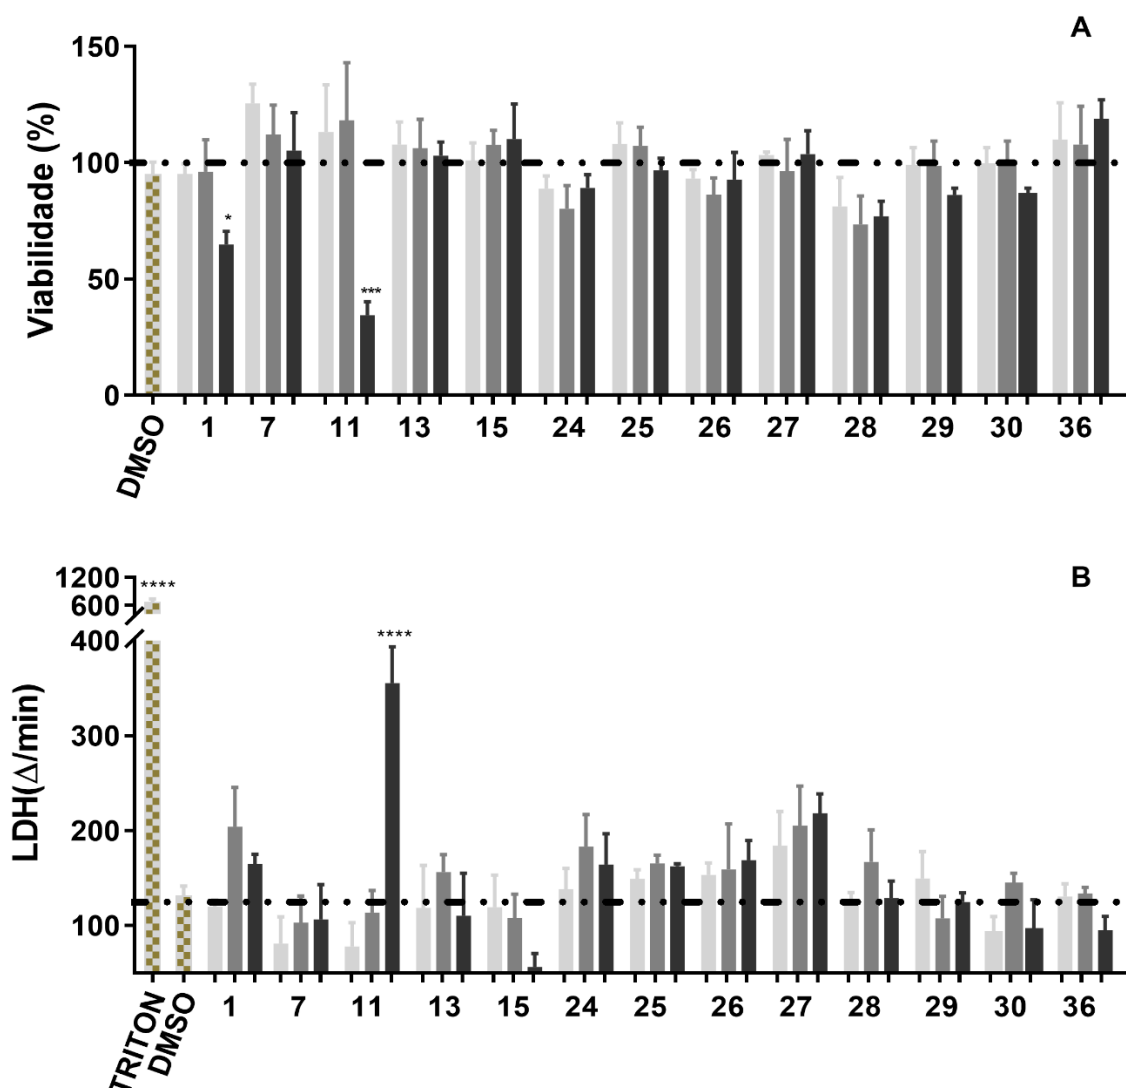 A
Viabilidade (%)
150
100
50
0
*
***
DMSO 1 7 11 13 15 24 25 26 27 28 29 30 36
B
LDH(Δ/min)
1200
600
400
300
200
100
****
****
TRITON DMSO 1 7 11 13 15 24 25 26 27 28 29 30 36